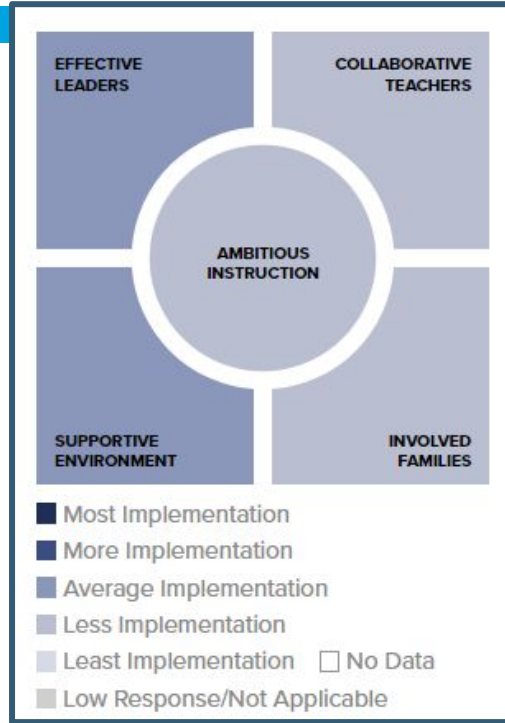 EFFECTIVE
LEADERS
COLLABORATIVE
TEACHERS
AMBITIOUS
INSTRUCTION
SUPPORTIVE
ENVIRONMENT
INVOLVED
FAMILIES
Most Implementation
More Implementation
Average Implementation
Less Implementation
Least Implementation No Data
Low Response/Not Applicable